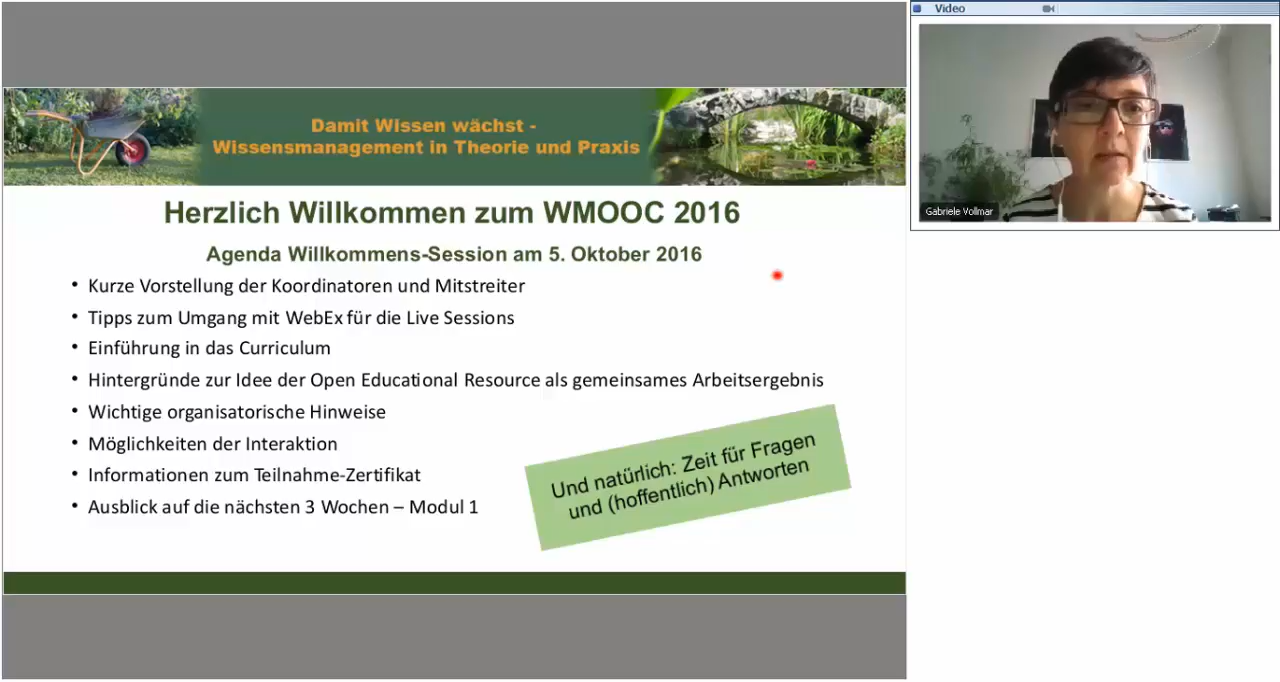 Damit Wissen wächst -
Wissensmanagement in Theorie und Praxis
Herzlich Willkommen zum WMOOC 2016
Agenda Willkommens-Session am 5. Oktober 2016
• Kurze Vorstellung der Koordinatoren und Mitstreiter
• Tipps zum Umgang mit WebEx für die Live Sessions
• Einführung in das Curriculum
• Hintergründe zur Idee der Open Educational Resource als gemeinsames Arbeitsergebnis
• Wichtige organisatorische Hinweise
• Möglichkeiten der Interaktion
• Informationen zum Teilnahme-Zertifikat
• Ausblick auf die nächsten 3 Wochen – Modul 1
Und natürlich: Zeit für Fragen
und (hoffentlich) Antworten
Video
Gabriele Vollmar